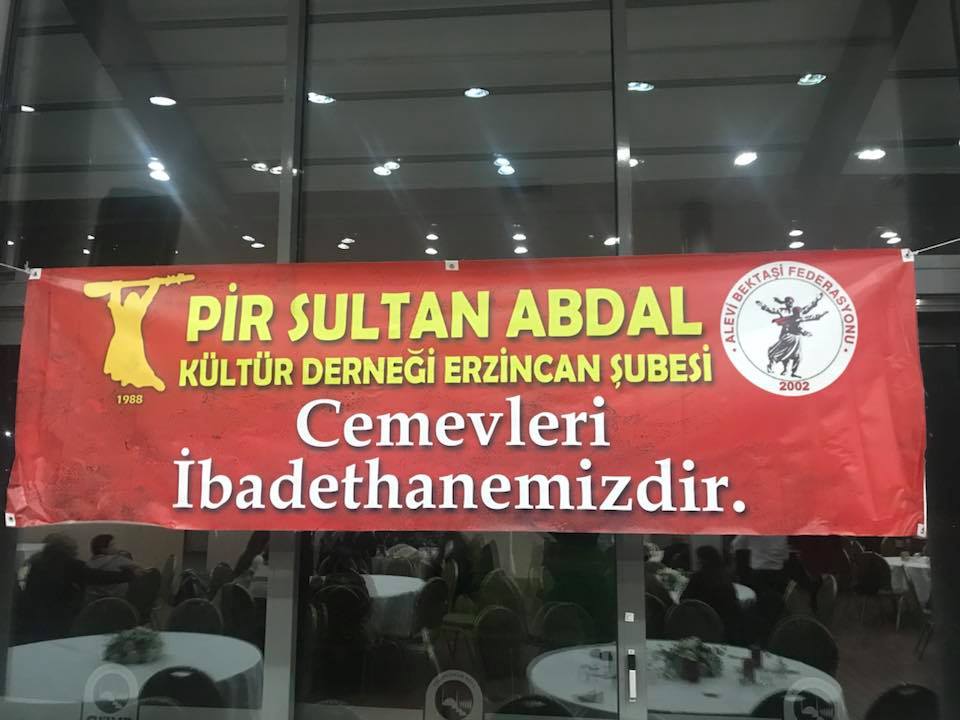 PİR SULTAN ABDAL
KÜLTÜR DERNEĞİ ERZİNCAN ŞUBESİ
Cemevleri
İbadethanemizdir.
1988
ALEVİ BEKTAŞİ FEDERASYONU
2002